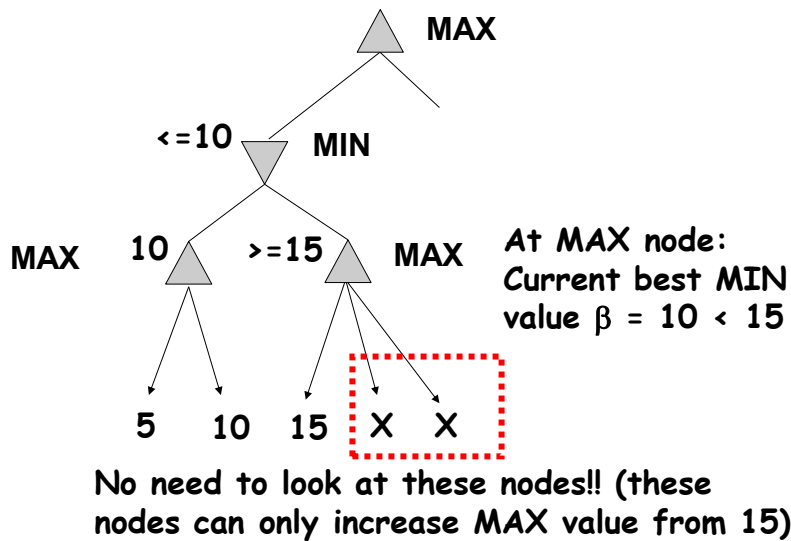 MAX
<=10
MIN
MAX
10
>=15
MAX
At MAX node:
Current best MIN
value β = 10 < 15
5
10
15
X
X
No need to look at these nodes!! (these
nodes can only increase MAX value from 15)